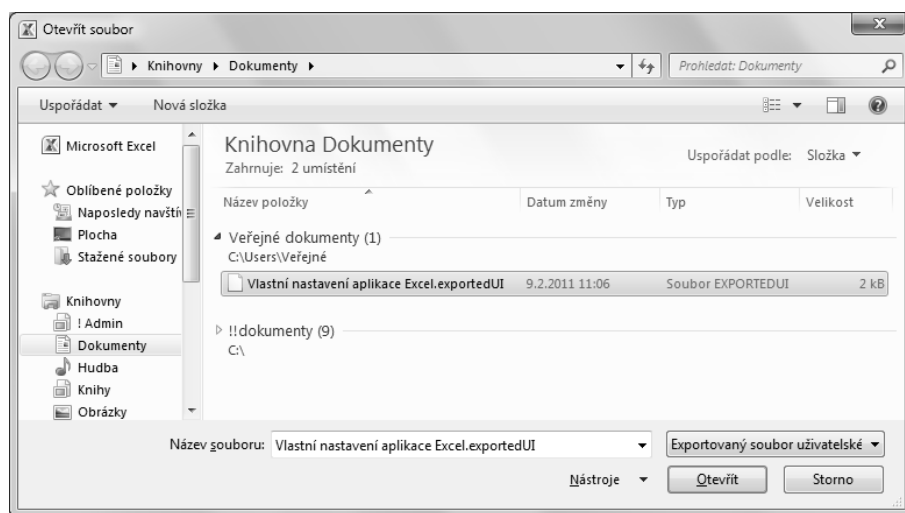 Otevřít soubor
Knihovny Dokumenty
Prohledat: Dokumenty
Uspořádat Nová složka
Microsoft Excel
Oblíbené položky
Naposledy navštív
Plocha
Stažené soubory
Knihovny
! Admin
Dokumenty
Hudba
Knihy
Obrázky
Knihovna Dokumenty
Zahrnuje: 2 umístění
Uspořádat podle: Složka
Název položky Datum změny Typ Velikost
Veřejné dokumenty (1)
C:\Users\Veřejné
Vlastní nastavení aplikace Excel.exportedUI 9.2.2011 11:06 Soubor EXPORTEDUI 2 kB
!!dokumenty (9)
C:\
Název souboru: Vlastní nastavení aplikace Excel.exportedUI Exportovaný soubor uživatelské
Nástroje Otevřít Storno